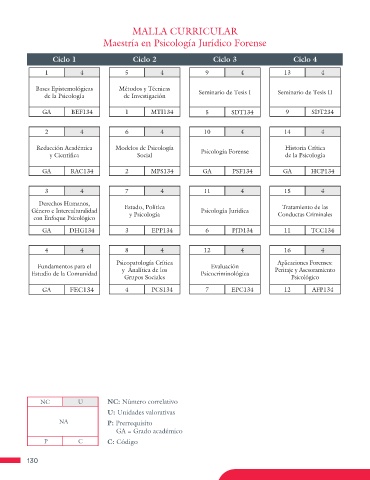 MALLA CURRICULAR
Maestría en Psicología Jurídico Forense
Ciclo 1 Ciclo 2 Ciclo 3 Ciclo 4
1 4 5 4 9 4 13 4
Bases Epistemológicas
de la Psicología
Métodos y Técnicas
de Investigación
Seminario de Tesis I
Seminario de Tesis II
GA BEF134 1 MTI134 5 SDT134 9 SDT234
2 4 6 4 10 4 14 4
Redacción Académica
y Científica
Modelos de Psicología
Social
Psicología Forense
Historia Crítica
de la Psicología
GA RAC134 2 MPS134 GA PSF134 GA HCP134
3 4 7 4 11 4 15 4
Derechos Humanos,
Género e Interculturalidad
con Enfoque Psicológico
Estado, Política
y Psicología
Psicología Jurídica
Tratamiento de las
Conductas Criminales
GA DHG134 3 EPP134 6 PJD134 11 TCC134
4 4 8 4 12 4 16 4
Fundamentos para el
Estudio de la Comunidad
Psicopatología Crítica
y Analítica de los
Grupos Sociales
Evaluación
Psicocriminológica
Aplicaciones Forenses:
Peritaje y Asesoramiento
Psicológico
GA FEC134 4 PCS134 7 EPC134 12 AFP134
NC U
NA
P C
NC: Número correlativo
U: Unidades valorativas
P: Prerrequisito
GA = Grado académico
C: Código
130